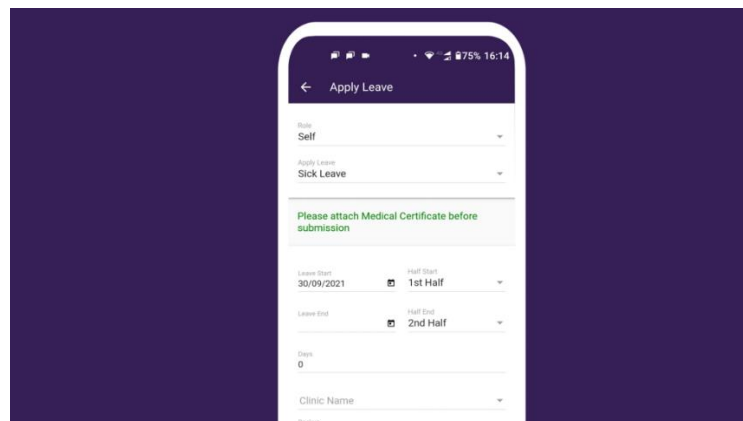 75% 16:14
Apply Leave
Role
Self
Apply Leave
Sick Leave
Please attach Medical Certificate before
submission
Leave Start
30/09/2021
Half Start
1st Half
Leave End
Half End
2nd Half
Days
0
Clinic Name